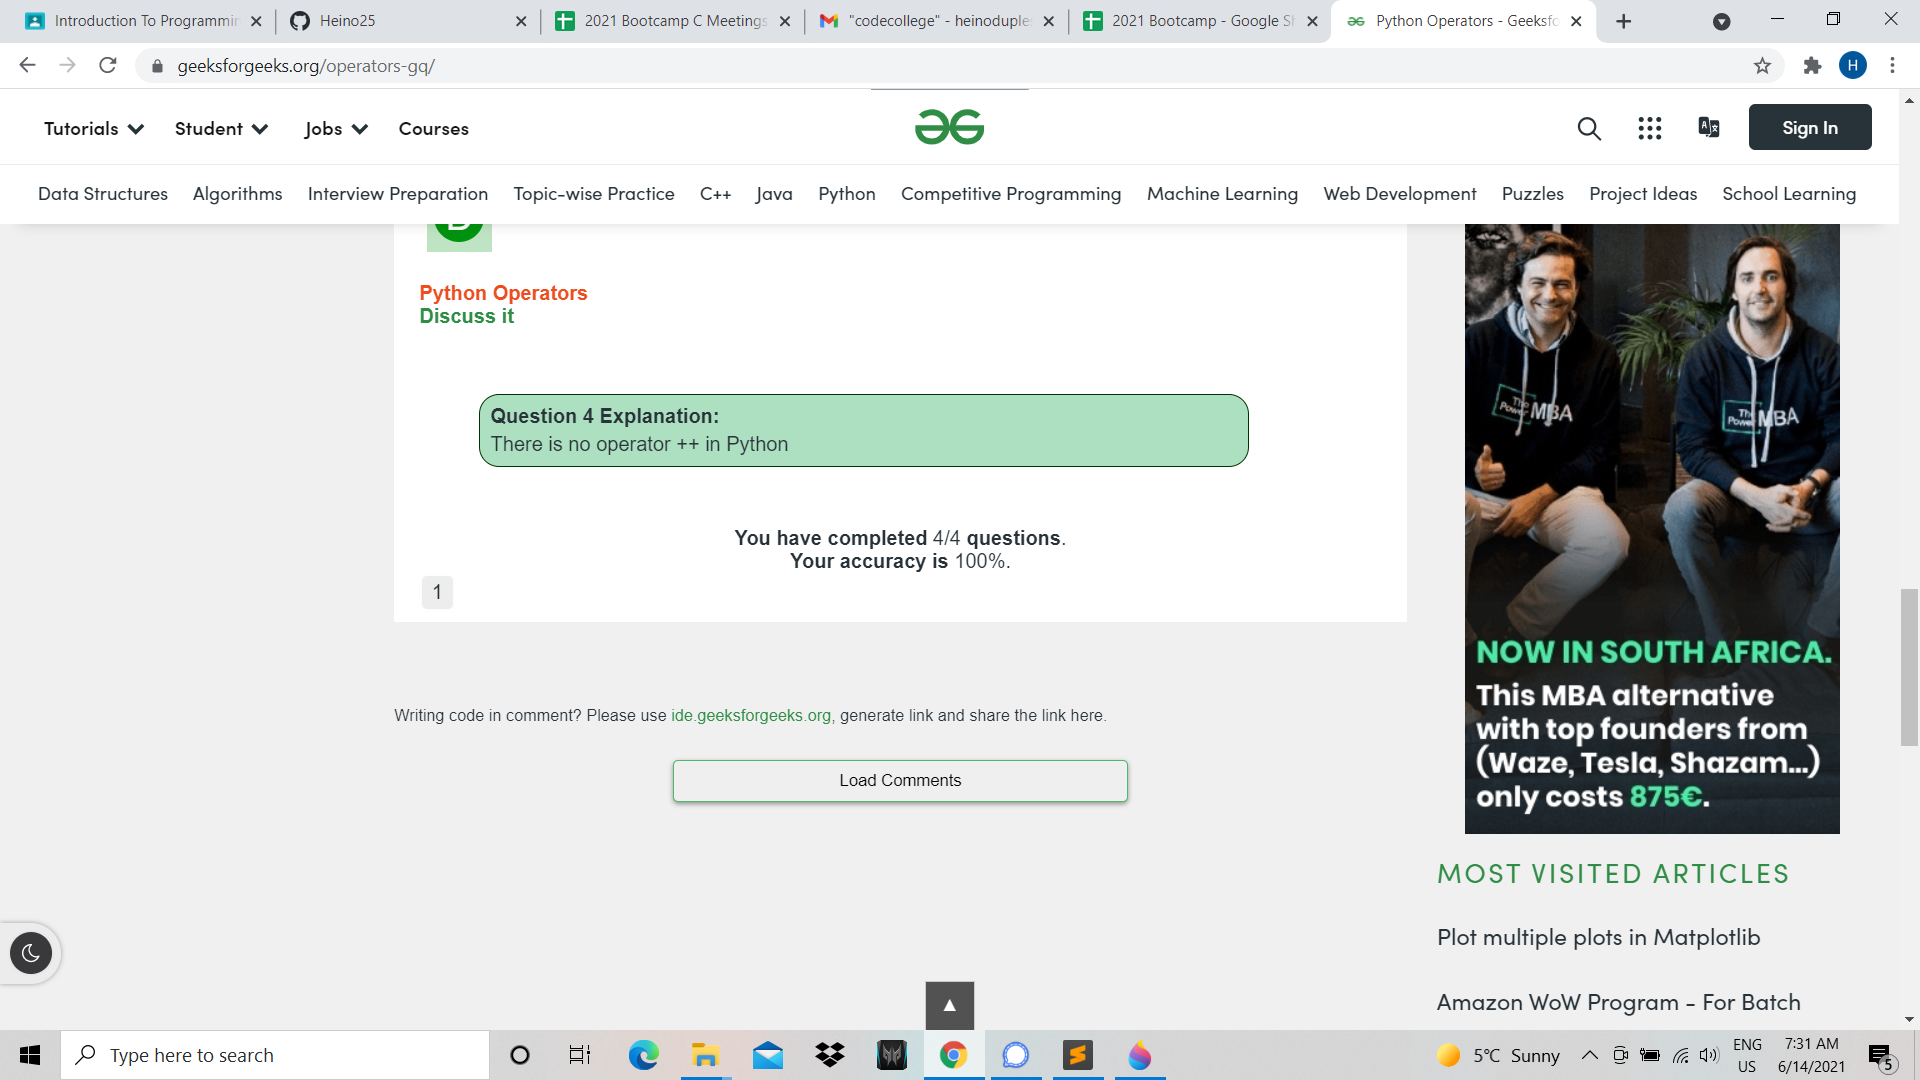 Introduction To Programmin
Heino25
2021 Bootcamp C Meetings
"codecollege" - heinoduples
2021 Bootcamp - Google Sh
Python Operators - Geeksfo
geeksforgeeks.org/operators-gq/
H
Tutorials
Student
Jobs
Courses
Sign In
Data Structures
Algorithms
Interview Preparation
Topic-wise Practice
C++
Java
Python
Competitive Programming
Machine Learning
Web Development
Puzzles
Project Ideas
School Learning
Python Operators
Discuss it
Question 4 Explanation:
There is no operator ++ in Python
You have completed 4/4 questions.
Your accuracy is 100%.
1
Writing code in comment? Please use ide.geeksforgeeks.org, generate link and share the link here.
Load Comments
The Power MBA
The Power MBA
NOW IN SOUTH AFRICA.
This MBA alternative
with top founders from
(Waze, Tesla, Shazam...)
only costs 875€.
MOST VISITED ARTICLES
Plot multiple plots in Matplotlib
Amazon WoW Program - For Batch
▲
Type here to search
5°C Sunny
ENG
US
7:31 AM
6/14/2021
5